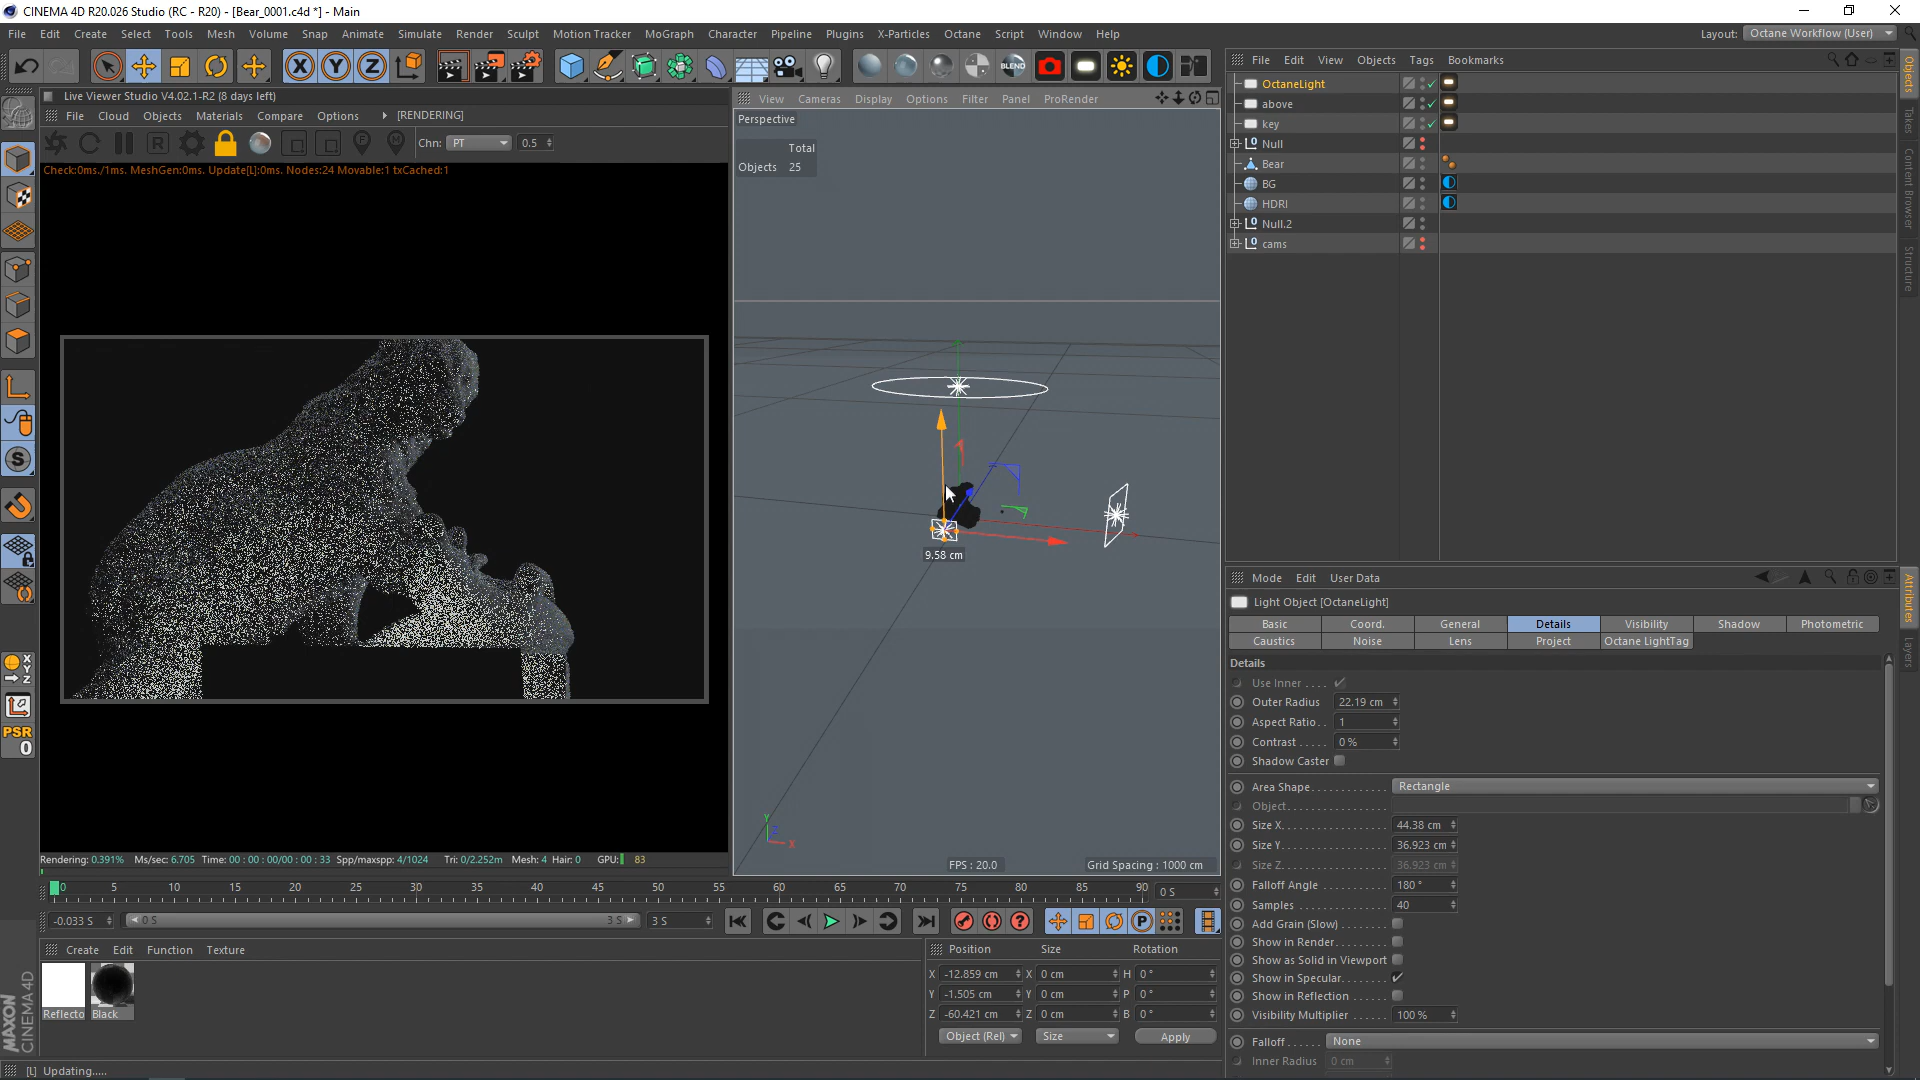 CINEMA 4D R20.026 Studio (RC - R20) - [Bear_0001.c4d *] - Main
File Edit Create Select Tools Mesh Volume Snap Animate Simulate Render Sculpt Motion Tracker MoGraph Character Pipeline Plugins X-Particles Octane Script Window Help
Layout: Octane Workflow (User)
Live Viewer Studio V4.02.1-R2 (8 days left)
File Cloud Objects Materials Compare Options [RENDERING]
Chn: PT 0.5
Check:0ms./1ms. MeshGen:0ms. Update[L]:0ms. Nodes:24 Movable:1 txCached:1
Rendering: 0.391% Ms/sec: 6.705 Time: 00 : 00 : 00/00 : 00 : 33 Spp/maxspp: 4/1024 Tri: 0/2.252m Mesh: 4 Hair: 0 GPU: 83
View Cameras Display Options Filter Panel ProRender
Perspective
Total
Objects 25
9.58 cm
Y Z X
FPS : 20.0 Grid Spacing : 1000 cm
BLEND
File Edit View Objects Tags Bookmarks
OctaneLight
above
key
Null
Bear
BG
HDRI
Null.2
cams
Objects
Takes
Content Browser
Structure
Mode Edit User Data
Light Object [OctaneLight]
Basic Coord. General Details Visibility Shadow Photometric
Caustics Noise Lens Project Octane LightTag
Details
Use Inner . . . .
Outer Radius 22.19 cm
Aspect Ratio . . 1
Contrast . . . . . 0 %
Shadow Caster
Area Shape. . . . . . . . . . . . Rectangle
Object. . . . . . . . . . . . . . . .
Size X. . . . . . . . . . . . . . . . 44.38 cm
Size Y. . . . . . . . . . . . . . . . 36.923 cm
Size Z. . . . . . . . . . . . . . . . 36.923 cm
Falloff Angle . . . . . . . . . . 180 °
Samples . . . . . . . . . . . . . . 40
Add Grain (Slow) . . . . . . . .
Show in Render. . . . . . . . .
Show as Solid in Viewport
Show in Specular. . . . . . . .
Show in Reflection . . . . . .
Visibility Multiplier . . . . . . 100 %
Falloff . . . . . . None
Inner Radius 0 cm
Attributes
Layers
0 5 10 15 20 25 30 35 40 45 50 55 60 65 70 75 80 85 90 0 S
-0.033 S 0 S 3 S 3 S
Create Edit Function Texture
Reflecto Black
Position Size Rotation
X -12.859 cm X 0 cm H 0 °
Y -1.505 cm Y 0 cm P 0 °
Z -60.421 cm Z 0 cm B 0 °
Object (Rel) Size Apply
X Y Z
PSR
0
MAXON
CINEMA 4D
[L] Updating.....